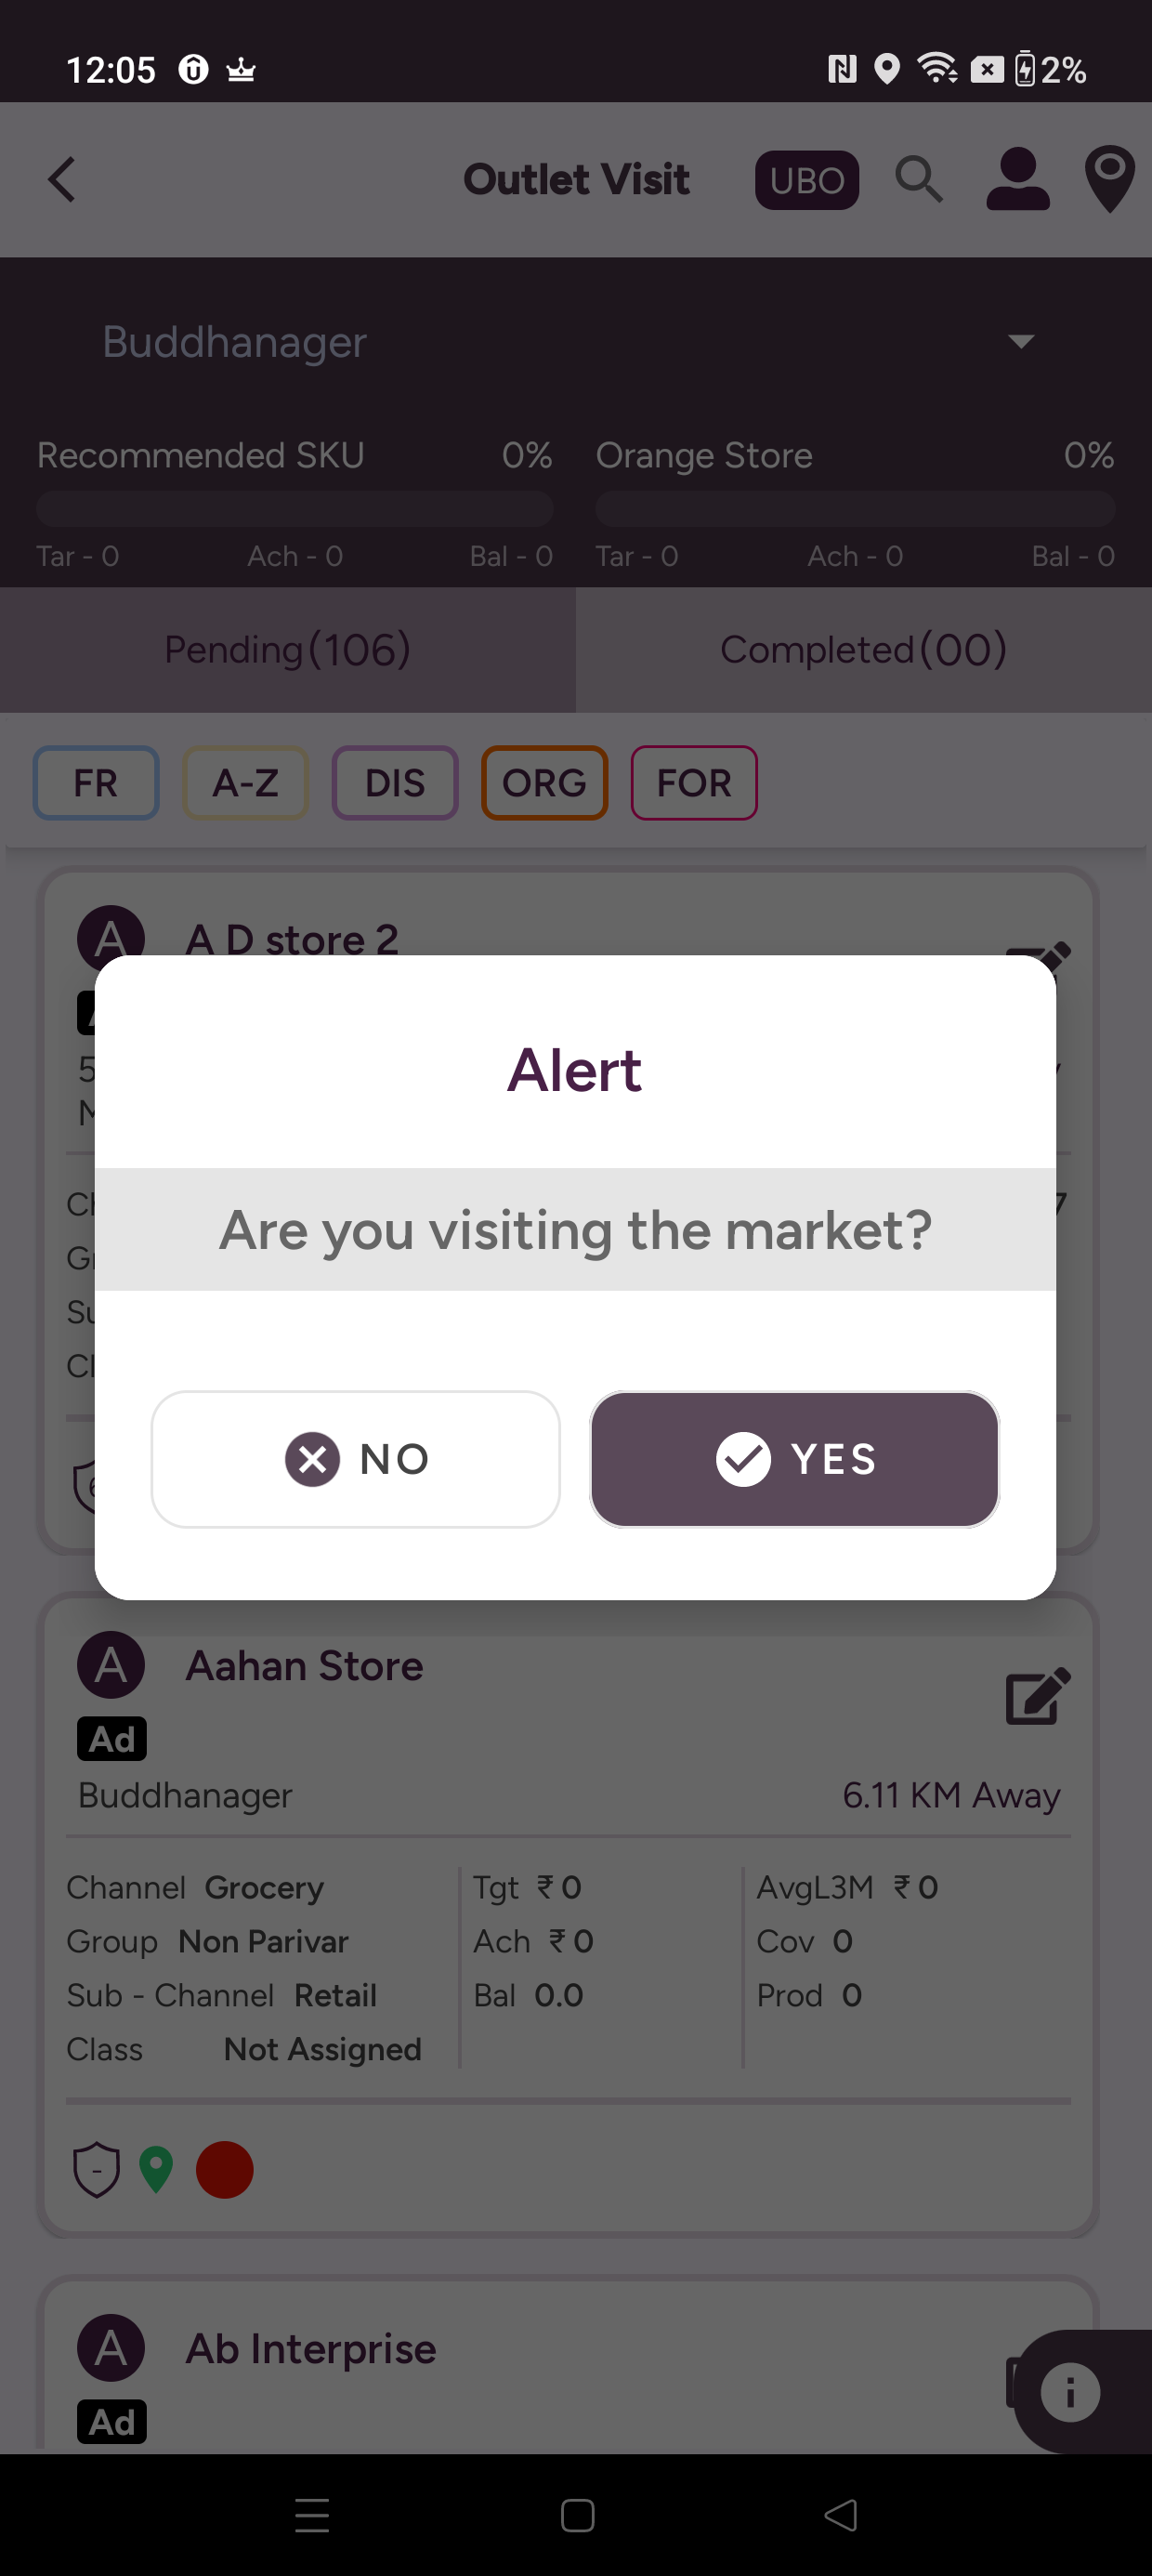 12:05 2%
Outlet Visit UBO
Buddhanager
Recommended SKU 0% Orange Store 0%
Tar - 0 Ach - 0 Bal - 0 Tar - 0 Ach - 0 Bal - 0
Pending(106) Completed(00)
FR A-Z DIS ORG FOR
A A D store 2
Alert
Are you visiting the market?
NO YES
A Aahan Store
Ad
Buddhanager 6.11 KM Away
Channel Grocery Tgt ₹ 0 AvgL3M ₹ 0
Group Non Parivar Ach ₹ 0 Cov 0
Sub - Channel Retail Bal 0.0 Prod 0
Class Not Assigned
-
A Ab Interprise
Ad